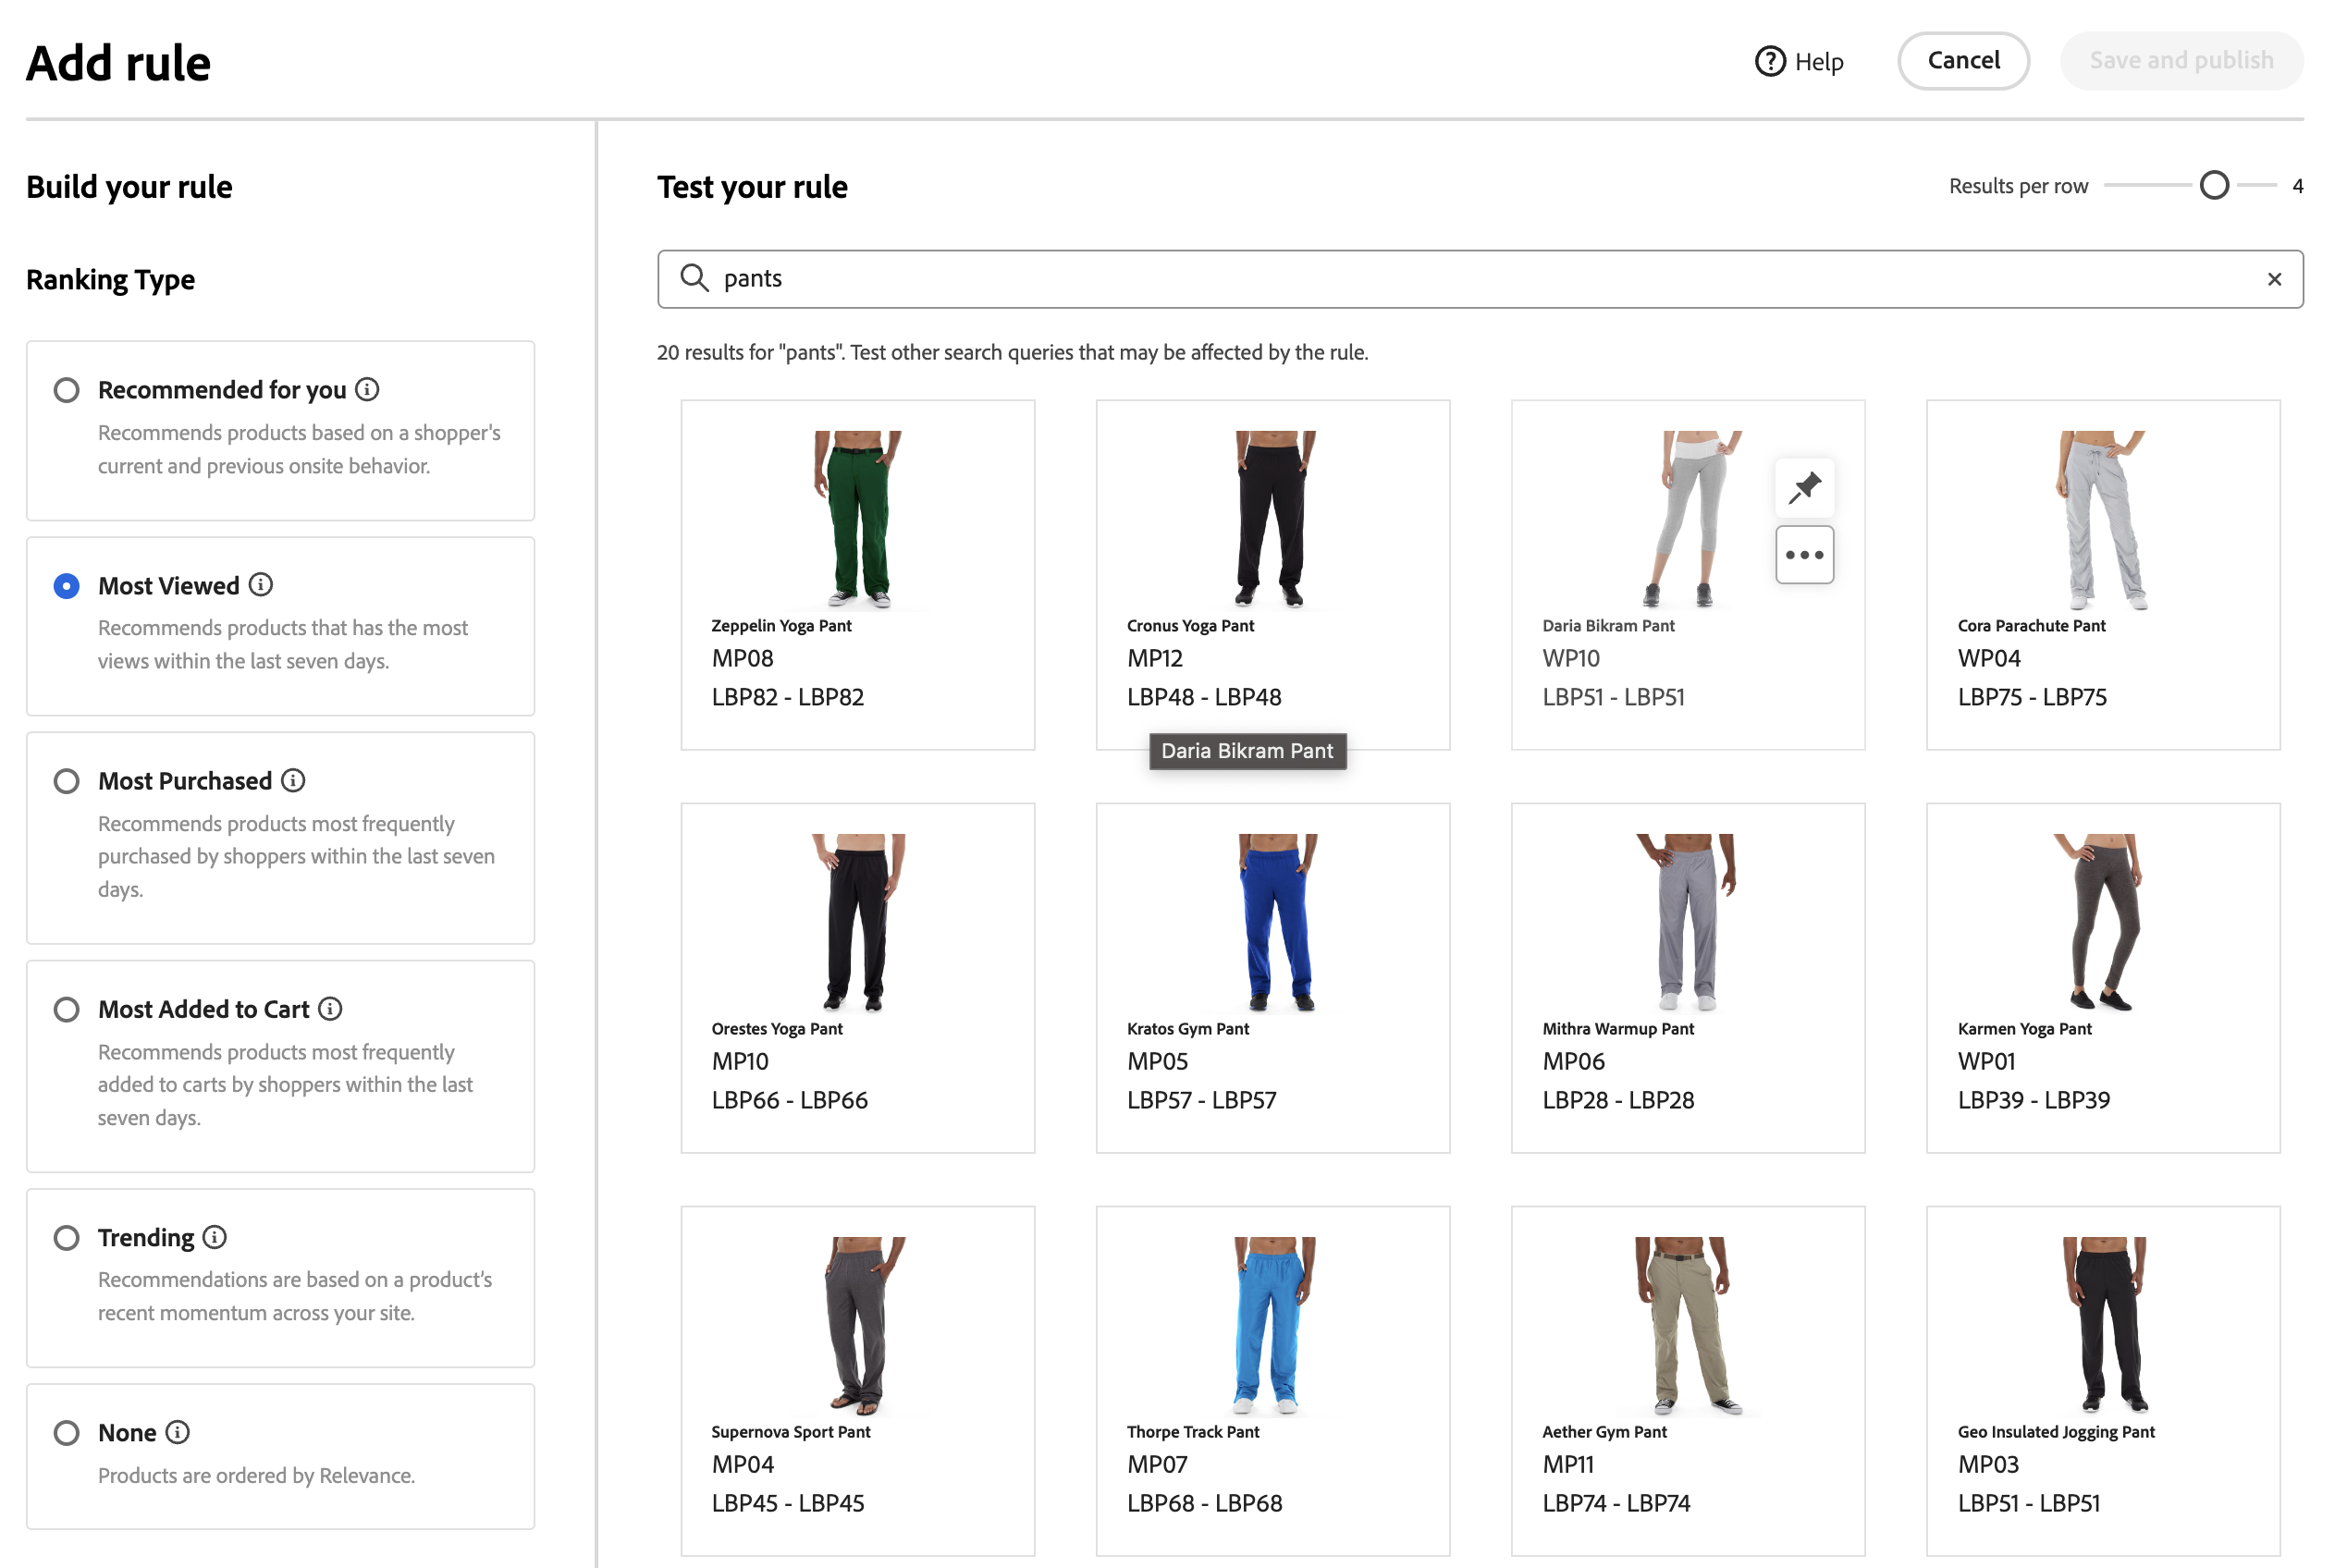 Add rule
Help
Cancel
Save and publish
Build your rule
Ranking Type
Recommended for you
Recommends products based on a shopper's
current and previous onsite behavior.
Most Viewed
Recommends products that has the most
views within the last seven days.
Most Purchased
Recommends products most frequently
purchased by shoppers within the last seven
days.
Most Added to Cart
Recommends products most frequently
added to carts by shoppers within the last
seven days.
Trending
Recommendations are based on a product's
recent momentum across your site.
None
Products are ordered by Relevance.
Test your rule
Results per row
4
pants
20 results for "pants". Test other search queries that may be affected by the rule.
Zeppelin Yoga Pant
MP08
LBP82 - LBP82
Cronus Yoga Pant
MP12
LBP48 - LBP48
Daria Bikram Pant
WP10
LBP51 - LBP51
Cora Parachute Pant
WP04
LBP75 - LBP75
Daria Bikram Pant
Orestes Yoga Pant
MP10
LBP66 - LBP66
Kratos Gym Pant
MP05
LBP57 - LBP57
Mithra Warmup Pant
MP06
LBP28 - LBP28
Karmen Yoga Pant
WP01
LBP39 - LBP39
Supernova Sport Pant
MP04
LBP45 - LBP45
Thorpe Track Pant
MP07
LBP68 - LBP68
Aether Gym Pant
MP11
LBP74 - LBP74
Geo Insulated Jogging Pant
MP03
LBP51 - LBP51